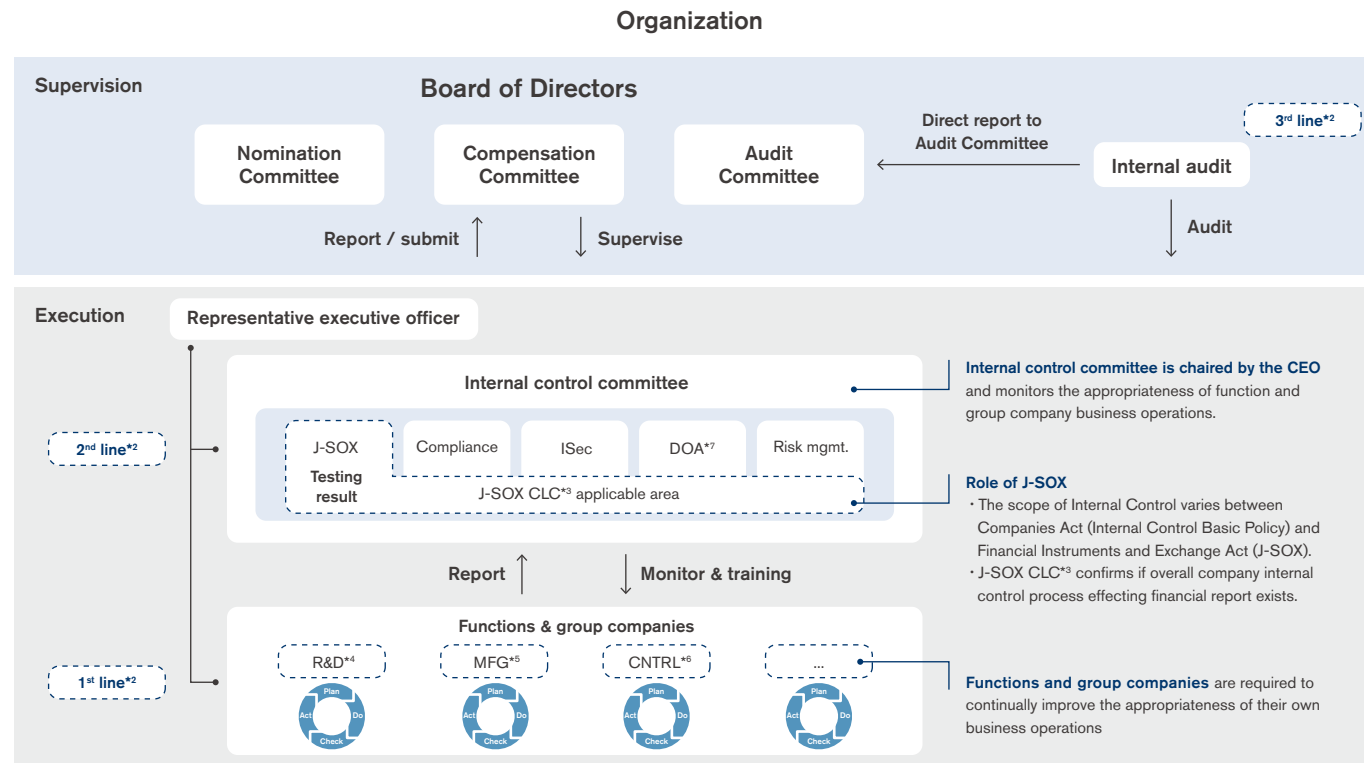 Organization
Supervision
Board of Directors
Nomination
Committee
Compensation
Committee
Audit
Committee
Direct report to
Audit Committee
3rd line*2
Internal audit
Report / submit
Supervise
Audit
Execution
Representative executive officer
Internal control committee
J-SOX
Testing
result
Compliance
ISec
DOA*7
Risk mgmt.
J-SOX CLC*3 applicable area
2nd line*2
Internal control committee is chaired by the CEO
and monitors the appropriateness of function and
group company business operations.
Role of J-SOX
・The scope of Internal Control varies between
Companies Act (Internal Control Basic Policy) and
Financial Instruments and Exchange Act (J-SOX).
・J-SOX CLC*3 confirms if overall company internal
control process effecting financial report exists.
Report
Monitor & training
Functions & group companies
1st line*2
R&D*4
MFG*5
CNTRL*6
...
Plan
Do
Check
Act
Plan
Do
Check
Act
Plan
Do
Check
Act
Plan
Do
Check
Act
Functions and group companies are required to
continually improve the appropriateness of their own
business operations